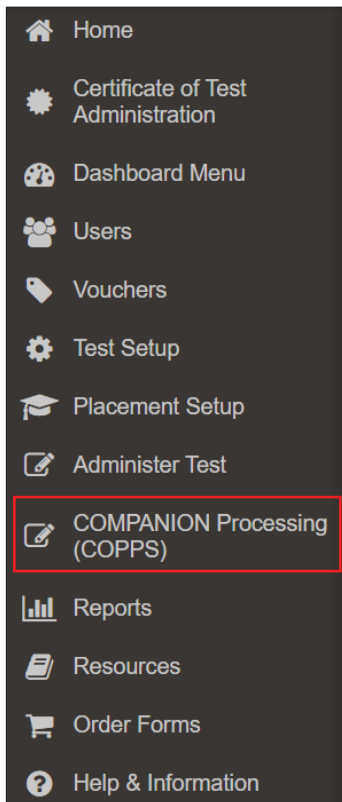 Home
Certificate of Test
Administration
Dashboard Menu
Users
Vouchers
Test Setup
Placement Setup
Administer Test
COMPANION Processing
(COPPS)
Reports
Resources
Order Forms
Help & Information